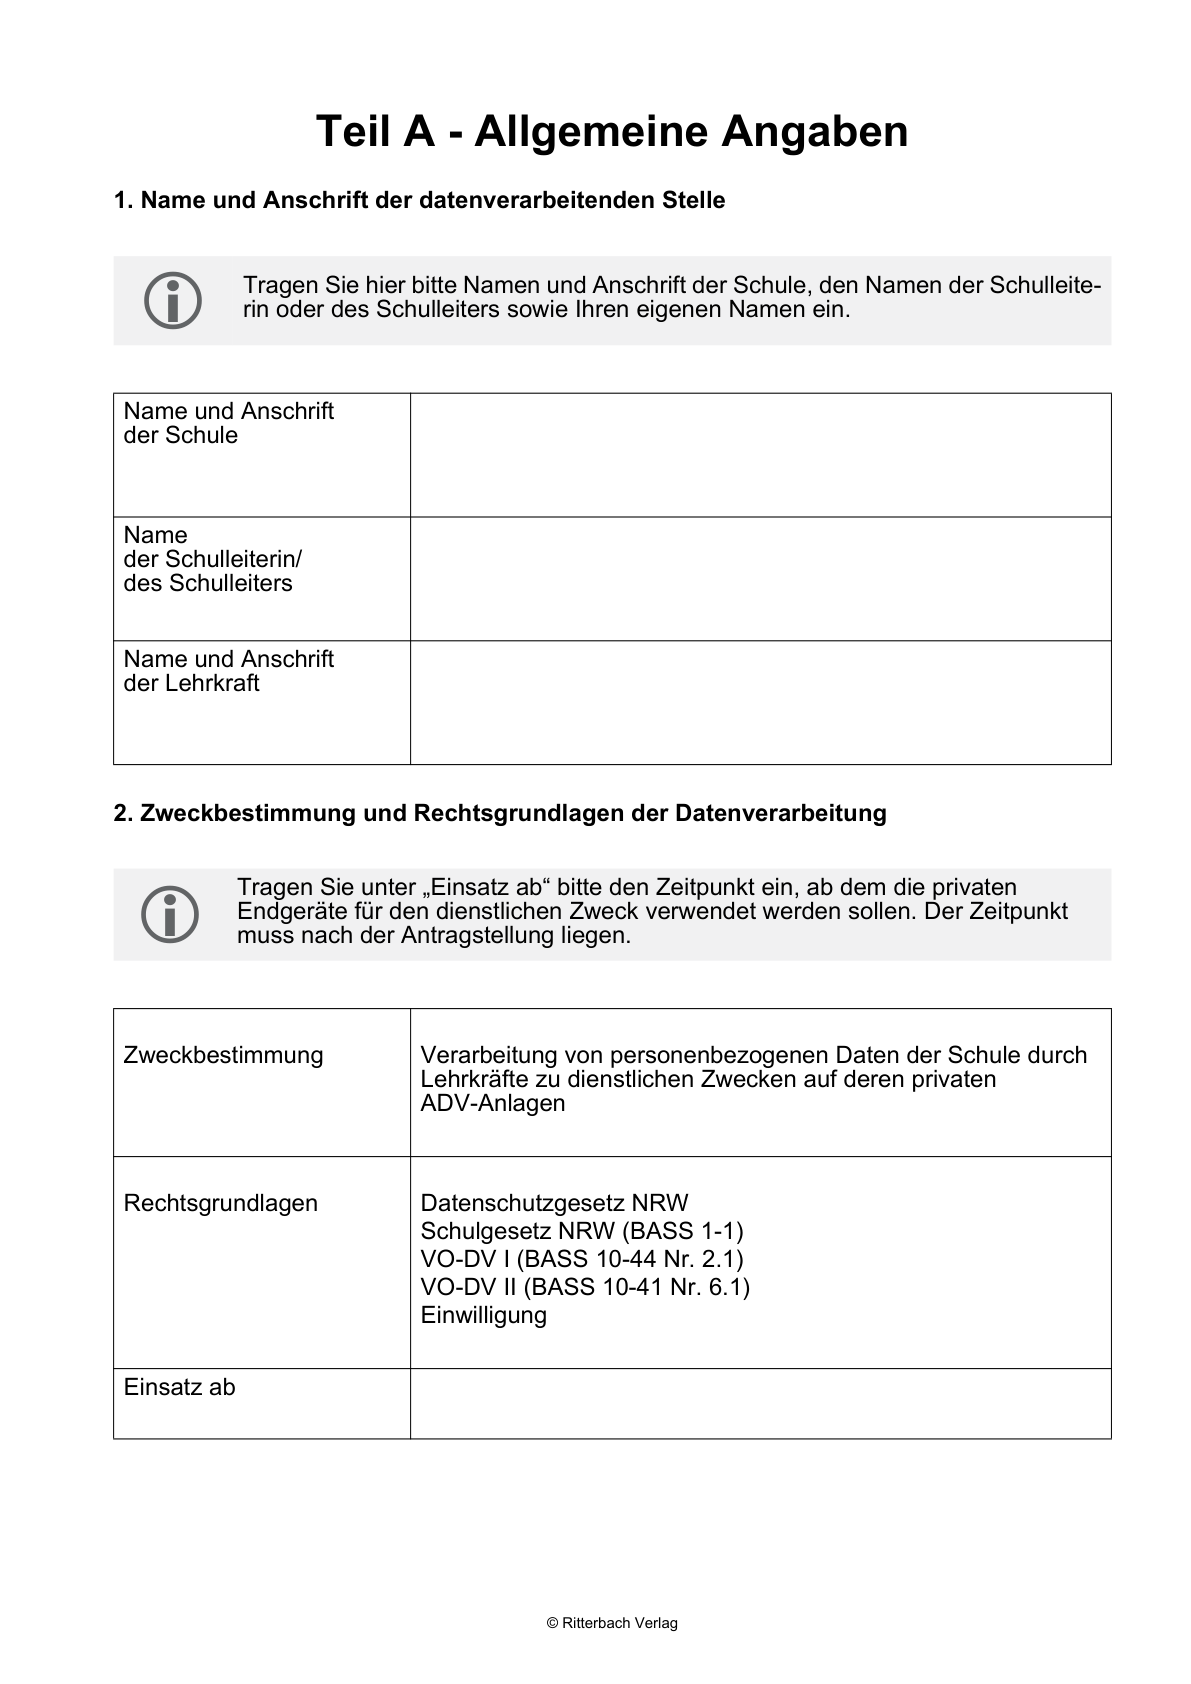 Teil A - Allgemeine Angaben
1. Name und Anschrift der datenverarbeitenden Stelle
Tragen Sie hier bitte Namen und Anschrift der Schule, den Namen der Schulleite-
rin oder des Schulleiters sowie Ihren eigenen Namen ein.
Name und Anschrift
der Schule
Name
der Schulleiterin/
des Schulleiters
Name und Anschrift
der Lehrkraft
2. Zweckbestimmung und Rechtsgrundlagen der Datenverarbeitung
Tragen Sie unter „Einsatz ab“ bitte den Zeitpunkt ein, ab dem die privaten
Endgeräte für den dienstlichen Zweck verwendet werden sollen. Der Zeitpunkt
muss nach der Antragstellung liegen.
Zweckbestimmung
Verarbeitung von personenbezogenen Daten der Schule durch
Lehrkräfte zu dienstlichen Zwecken auf deren privaten
ADV-Anlagen
Rechtsgrundlagen
Datenschutzgesetz NRW
Schulgesetz NRW (BASS 1-1)
VO-DV I (BASS 10-44 Nr. 2.1)
VO-DV II (BASS 10-41 Nr. 6.1)
Einwilligung
Einsatz ab
© Ritterbach Verlag